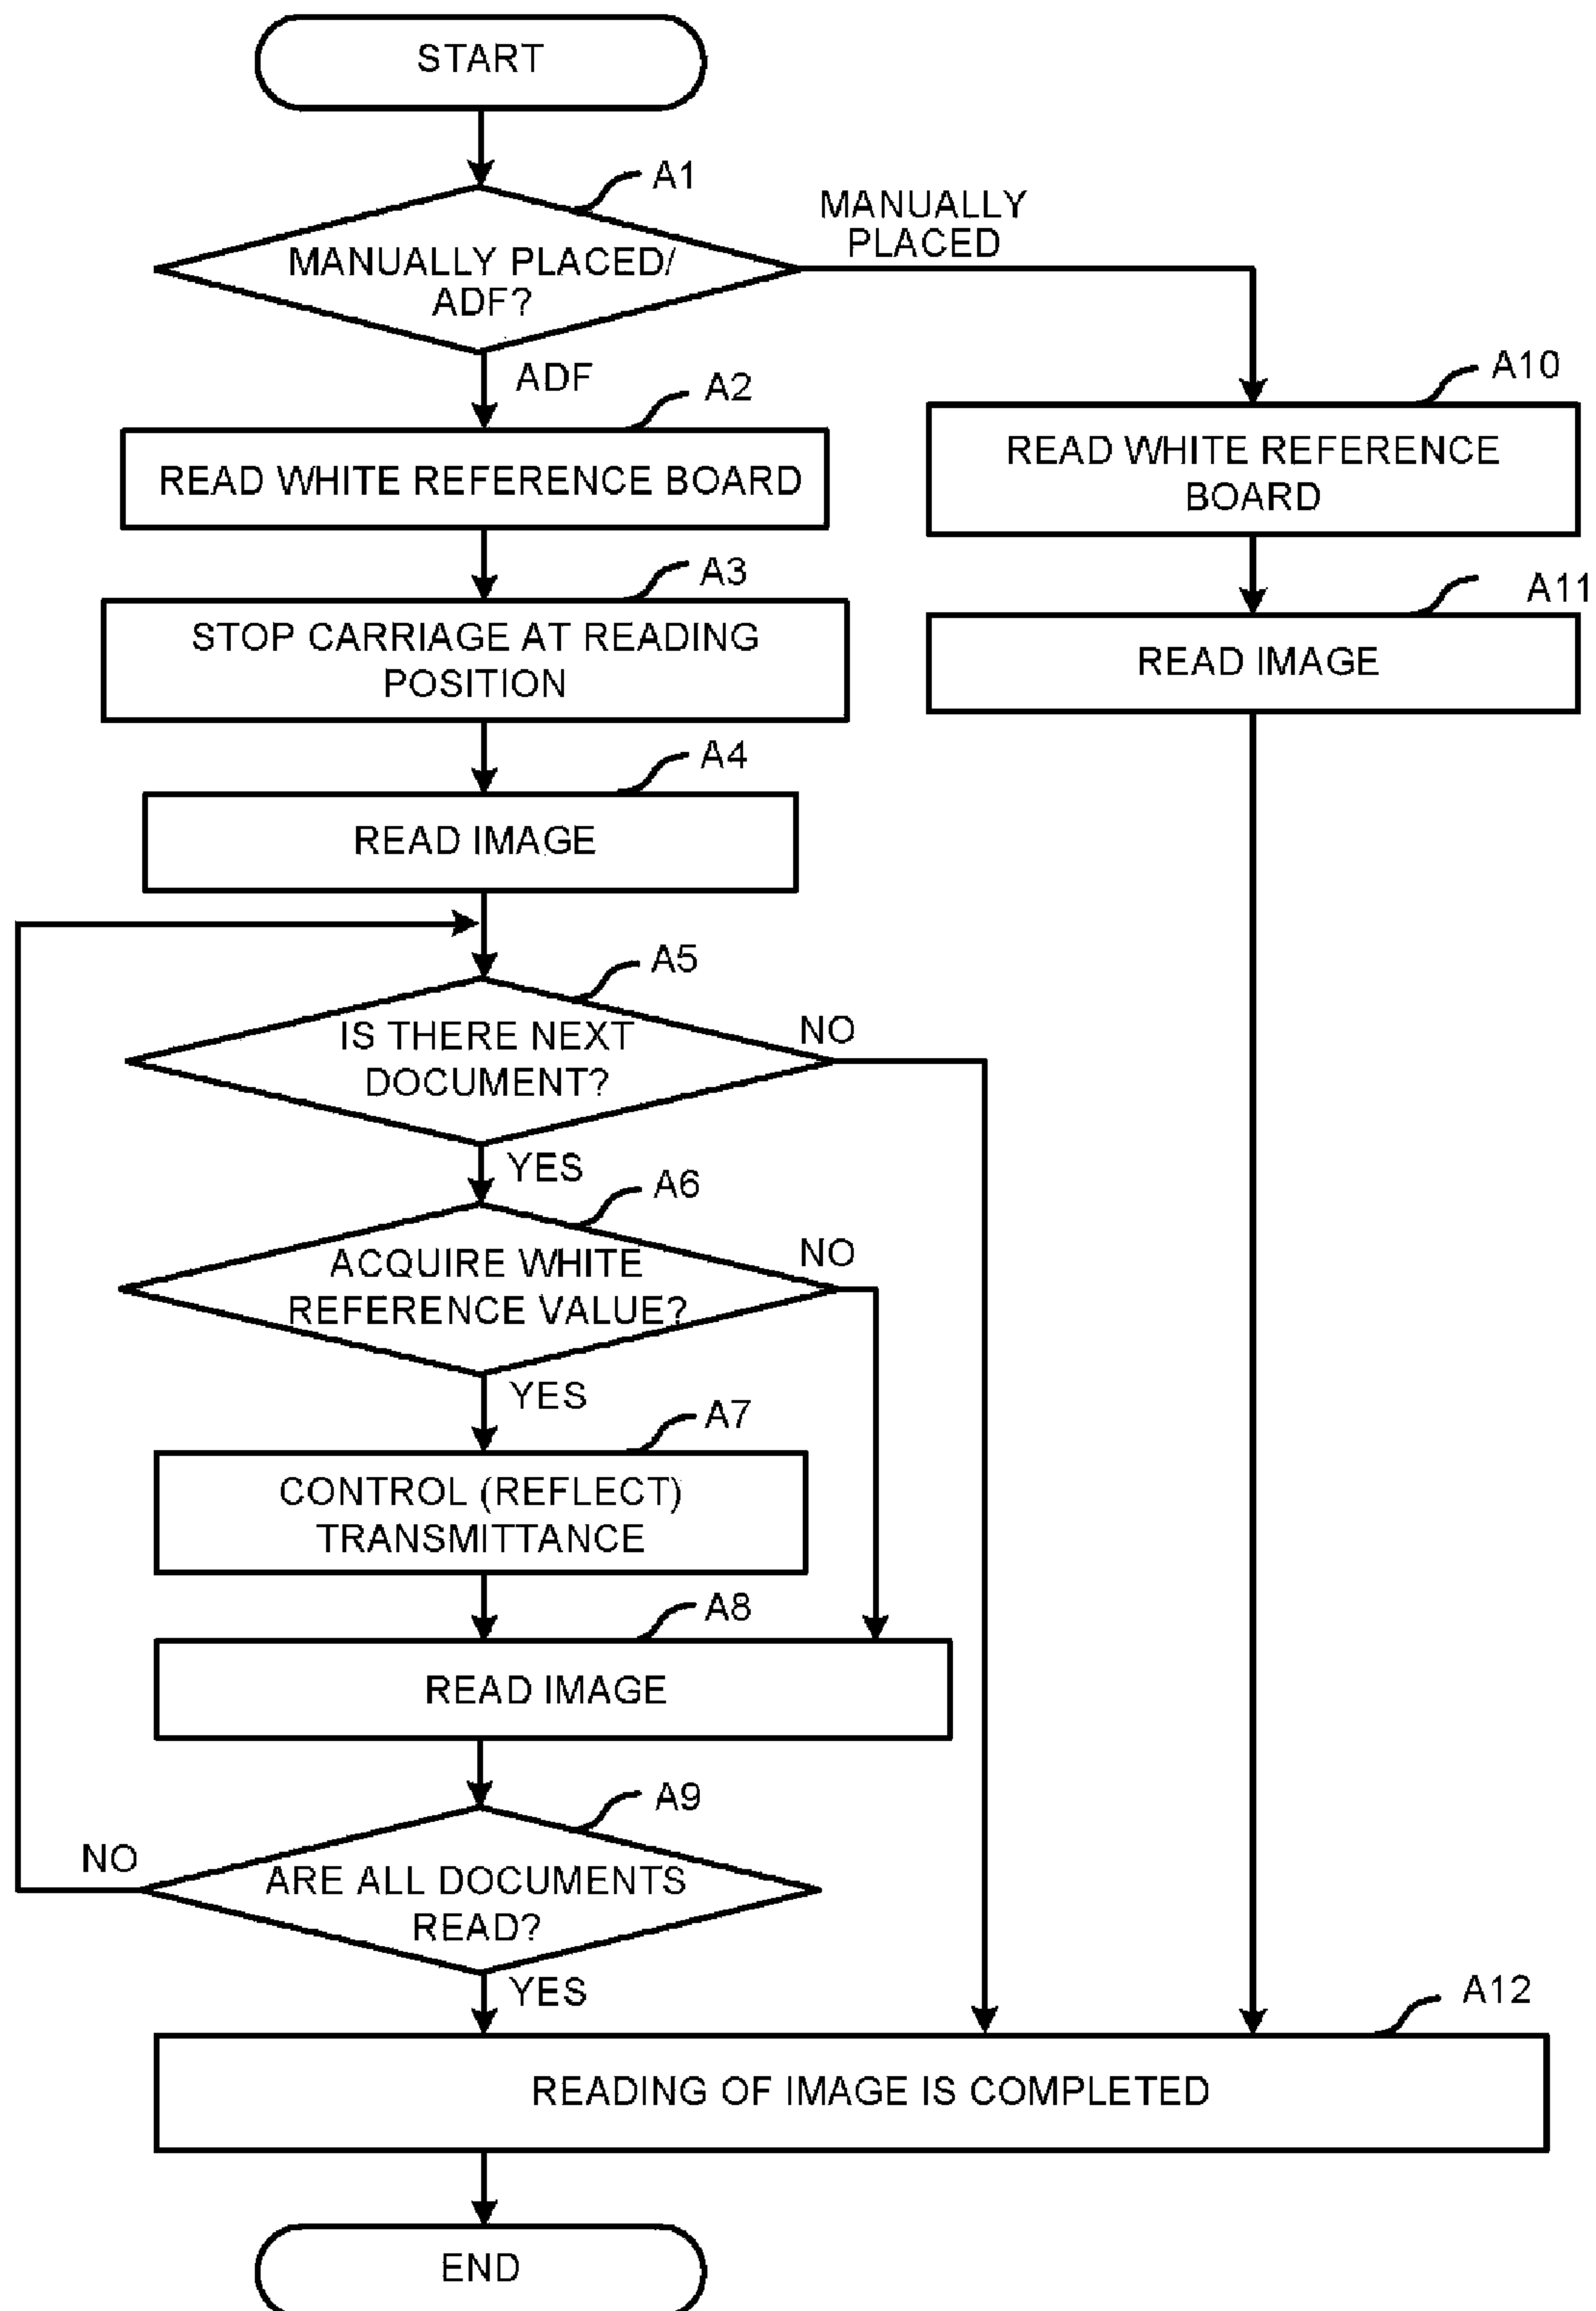 START
A1
MANUALLY PLACED/
ADF?
MANUALLY
PLACED
ADF
A2
READ WHITE REFERENCE BOARD
A10
READ WHITE REFERENCE
BOARD
A3
STOP CARRIAGE AT READING
POSITION
A11
READ IMAGE
A4
READ IMAGE
A5
IS THERE NEXT
DOCUMENT?
NO
YES
A6
ACQUIRE WHITE
REFERENCE VALUE?
NO
YES
A7
CONTROL (REFLECT)
TRANSMITTANCE
A8
READ IMAGE
A9
ARE ALL DOCUMENTS
READ?
NO
YES
A12
READING OF IMAGE IS COMPLETED
END